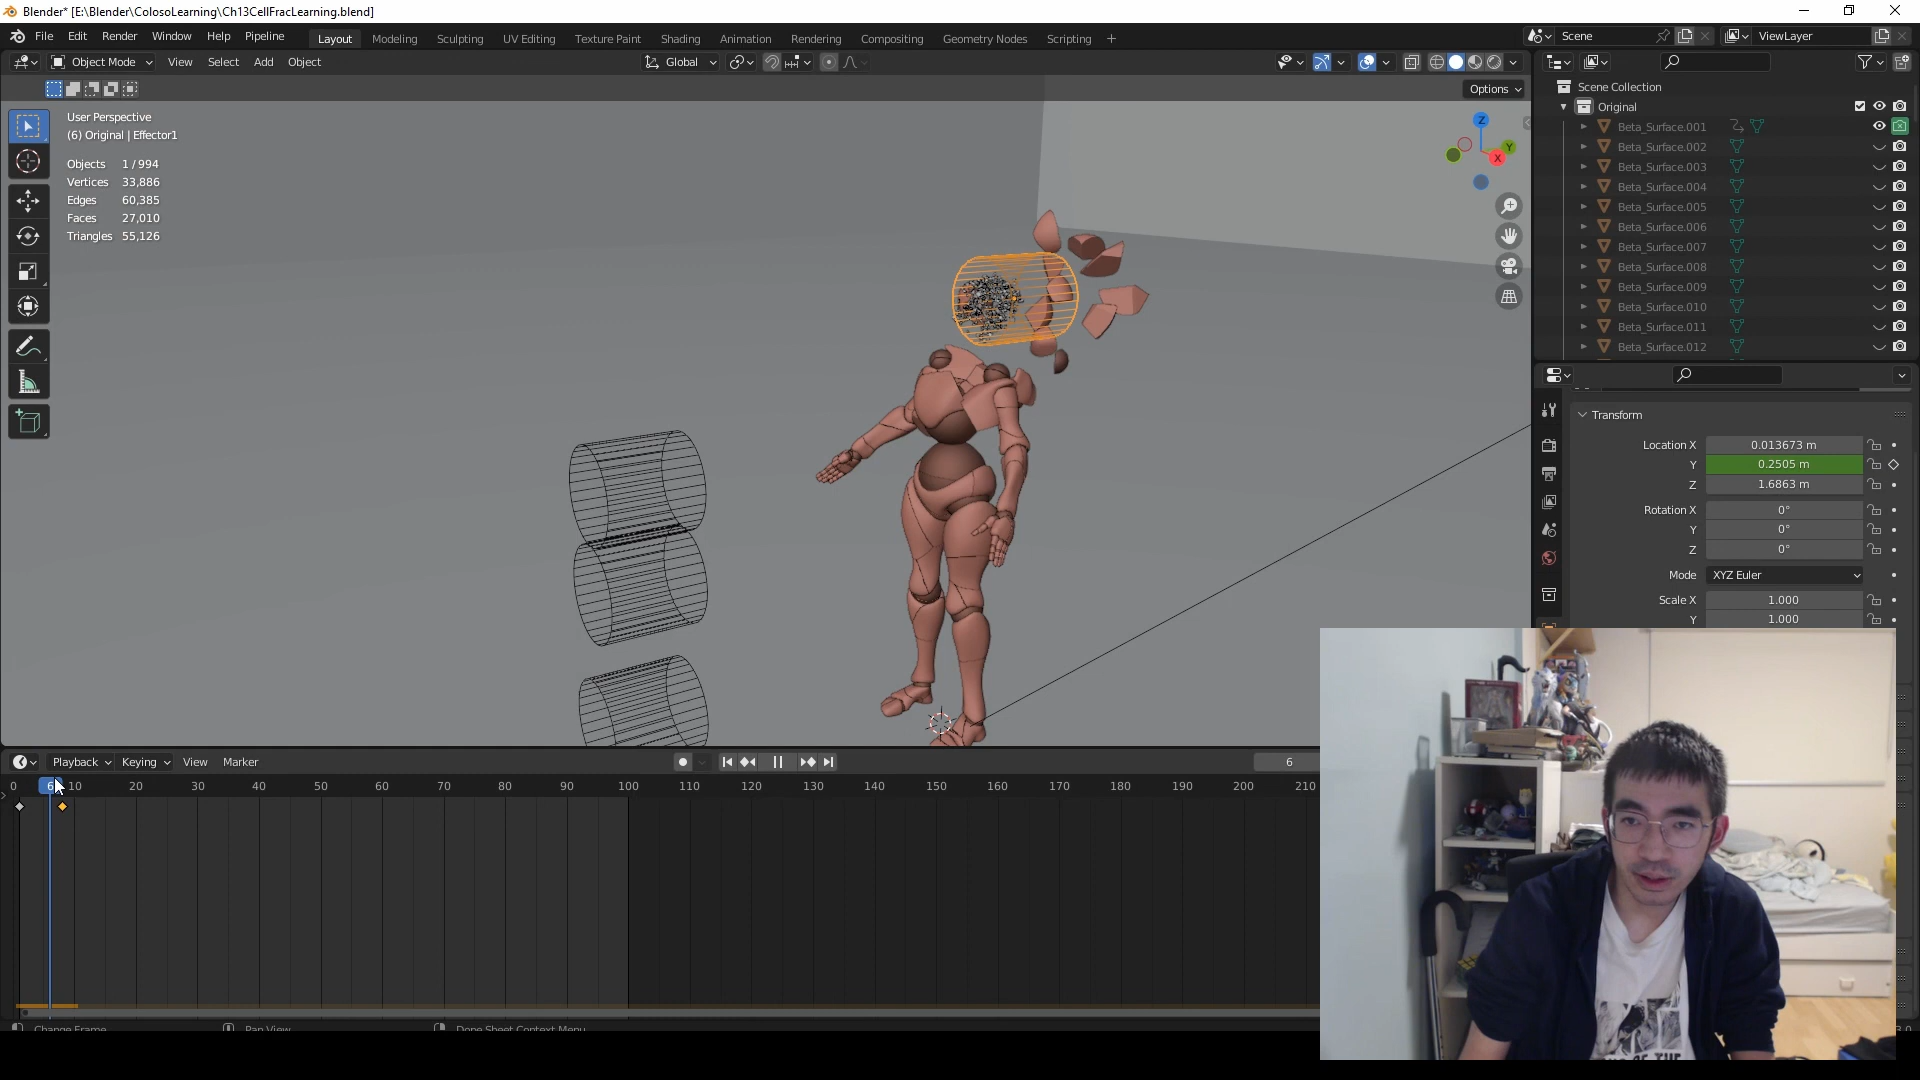 Blender* [E:\Blender\ColosoLearning\Ch13CellFracLearning.blend]
File Edit Render Window Help Pipeline Layout Modeling Sculpting UV Editing Texture Paint Shading Animation Rendering Compositing Geometry Nodes Scripting + Scene ViewLayer
Object Mode View Select Add Object Global
Options
User Perspective
(6) Original | Effector1
Objects 1 / 994
Vertices 33,886
Edges 60,385
Faces 27,010
Triangles 55,126
Z
Y
X
Scene Collection
Original
Beta_Surface.001
Beta_Surface.002
Beta_Surface.003
Beta_Surface.004
Beta_Surface.005
Beta_Surface.006
Beta_Surface.007
Beta_Surface.008
Beta_Surface.009
Beta_Surface.010
Beta_Surface.011
Beta_Surface.012
Transform
Location X 0.013673 m
Y 0.2505 m
Z 1.6863 m
Rotation X 0°
Y 0°
Z 0°
Mode XYZ Euler
Scale X 1.000
Y 1.000
Playback Keying View Marker 6
0 6 10 20 30 40 50 60 70 80 90 100 110 120 130 140 150 160 170 180 190 200 210
Change Frame Pan View Dope Sheet Context Menu